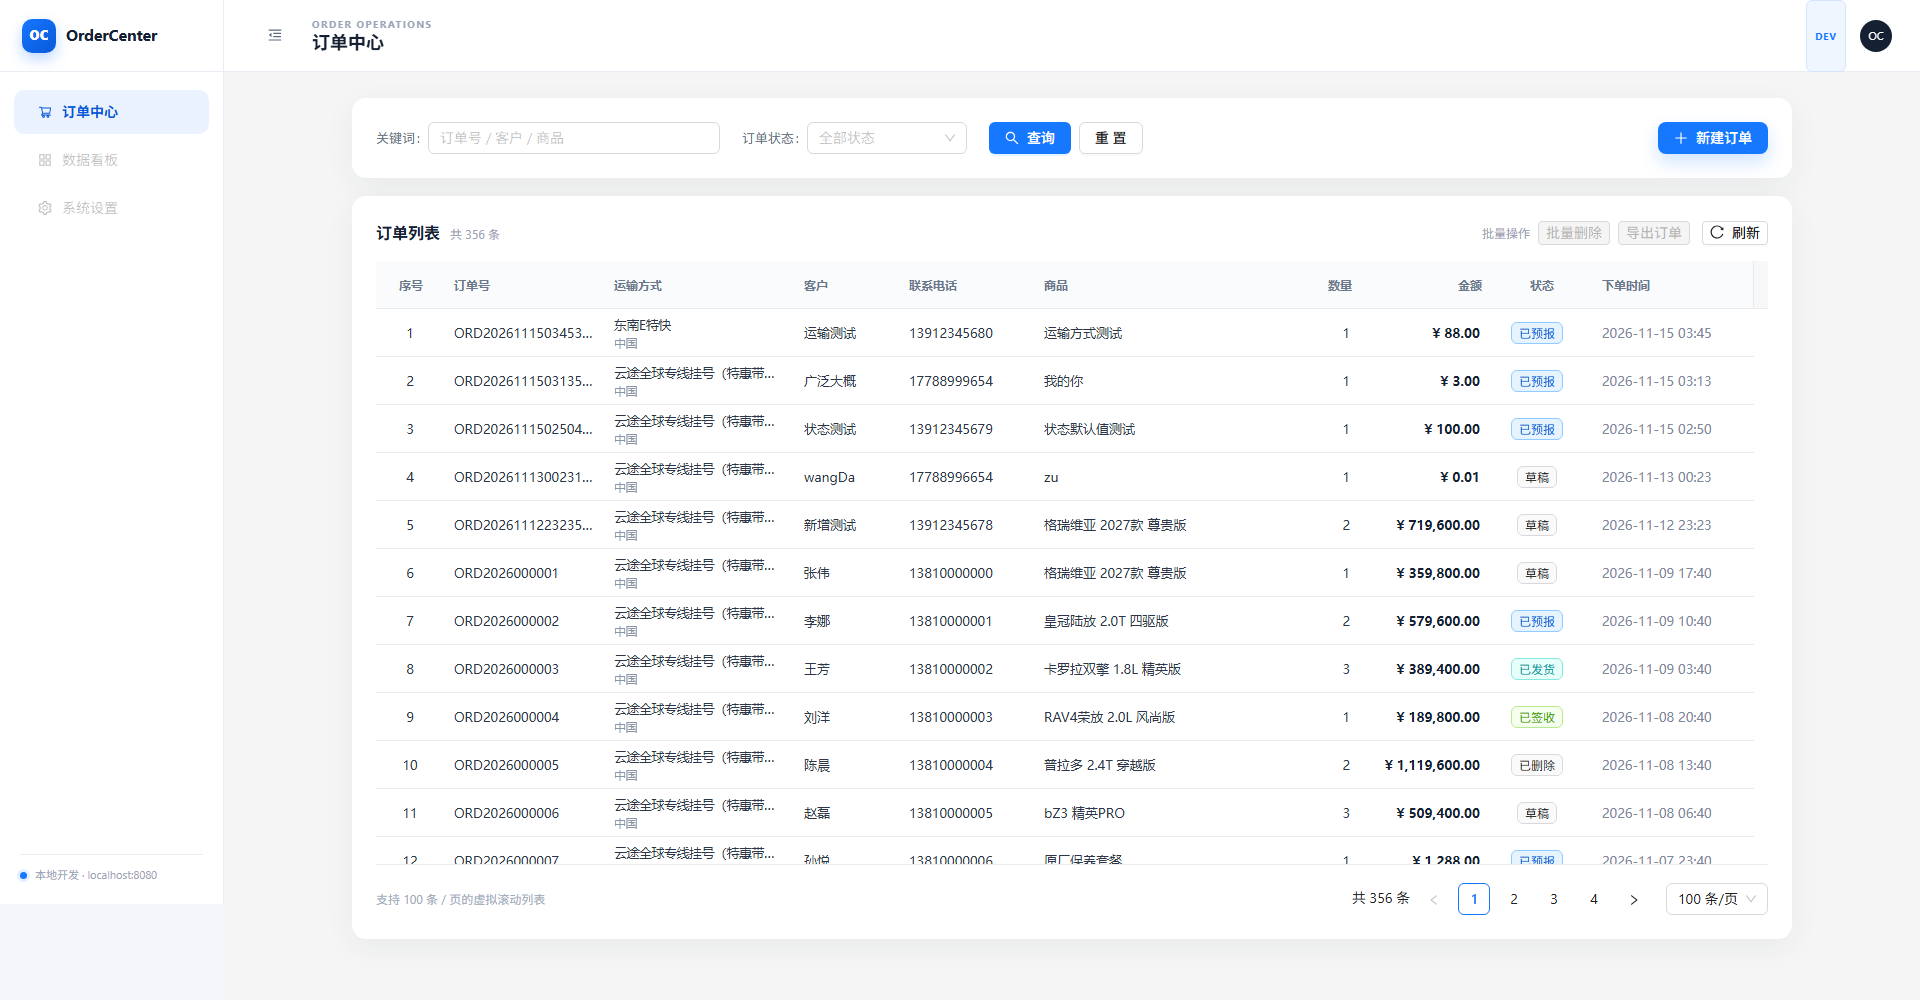 OC OrderCenter
ORDER OPERATIONS
订单中心
DEV
OC
订单中心
数据看板
系统设置
本地开发 · localhost:8080
关键词: 订单号 / 客户 / 商品 订单状态: 全部状态 查询 重 置 新建订单
订单列表 共 356 条 批量操作 批量删除 导出订单 刷新
序号 订单号 运输方式 客户 联系电话 商品 数量 金额 状态 下单时间
1 ORD2026111503453... 东南E特快 中国 运输测试 13912345680 运输方式测试 1 ¥ 88.00 已预报 2026-11-15 03:45
2 ORD2026111503135... 云途全球专线挂号（特惠带... 中国 广泛大概 17788999654 我的你 1 ¥ 3.00 已预报 2026-11-15 03:13
3 ORD2026111502504... 云途全球专线挂号（特惠带... 中国 状态测试 13912345679 状态默认值测试 1 ¥ 100.00 已预报 2026-11-15 02:50
4 ORD2026111300231... 云途全球专线挂号（特惠带... 中国 wangDa 17788996654 zu 1 ¥ 0.01 草稿 2026-11-13 00:23
5 ORD2026111223235... 云途全球专线挂号（特惠带... 中国 新增测试 13912345678 格瑞维亚 2027款 尊贵版 2 ¥ 719,600.00 草稿 2026-11-12 23:23
6 ORD2026000001 云途全球专线挂号（特惠带... 中国 张伟 13810000000 格瑞维亚 2027款 尊贵版 1 ¥ 359,800.00 草稿 2026-11-09 17:40
7 ORD2026000002 云途全球专线挂号（特惠带... 中国 李娜 13810000001 皇冠陆放 2.0T 四驱版 2 ¥ 579,600.00 已预报 2026-11-09 10:40
8 ORD2026000003 云途全球专线挂号（特惠带... 中国 王芳 13810000002 卡罗拉双擎 1.8L 精英版 3 ¥ 389,400.00 已发货 2026-11-09 03:40
9 ORD2026000004 云途全球专线挂号（特惠带... 中国 刘洋 13810000003 RAV4荣放 2.0L 风尚版 1 ¥ 189,800.00 已签收 2026-11-08 20:40
10 ORD2026000005 云途全球专线挂号（特惠带... 中国 陈晨 13810000004 普拉多 2.4T 穿越版 2 ¥ 1,119,600.00 已删除 2026-11-08 13:40
11 ORD2026000006 云途全球专线挂号（特惠带... 中国 赵磊 13810000005 bZ3 精英PRO 3 ¥ 509,400.00 草稿 2026-11-08 06:40
12 ORD2026000007 云途全球专线挂号（特惠带... 孙悦 13810000006 原厂保养套餐 1 ¥ 1,288.00 已预报 2026-11-07 23:40
支持 100 条 / 页的虚拟滚动列表 共 356 条 1 2 3 4 100 条/页